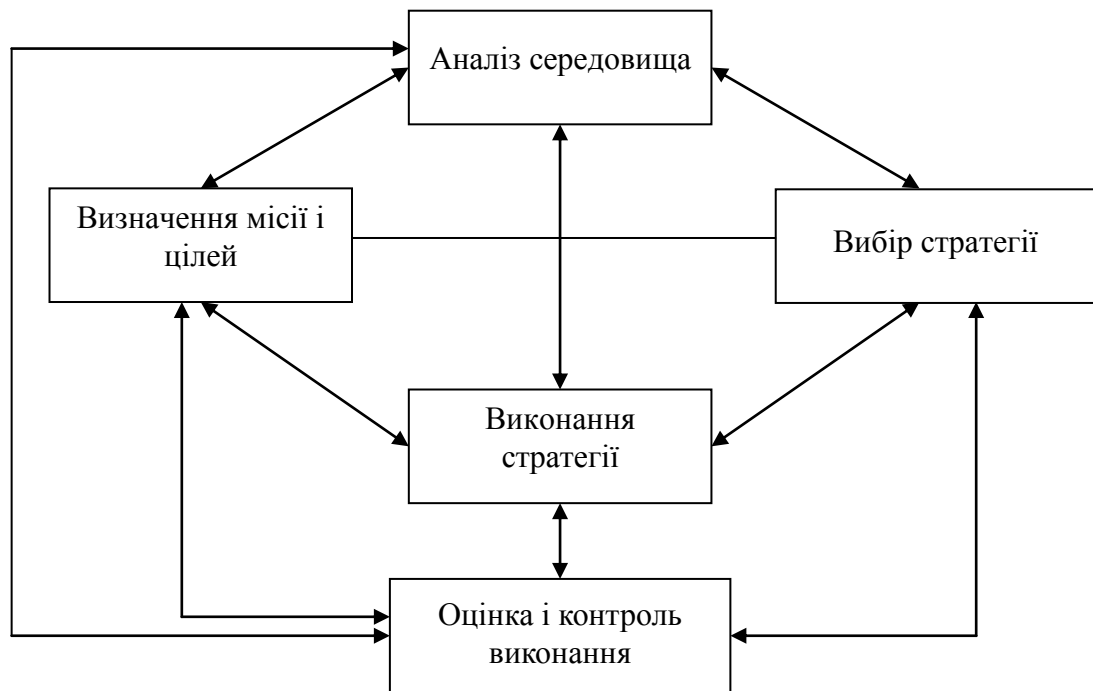 Аналіз середовища
Визначення місії і
цілей
Вибір стратегії
Виконання
стратегії
Оцінка і контроль
виконання